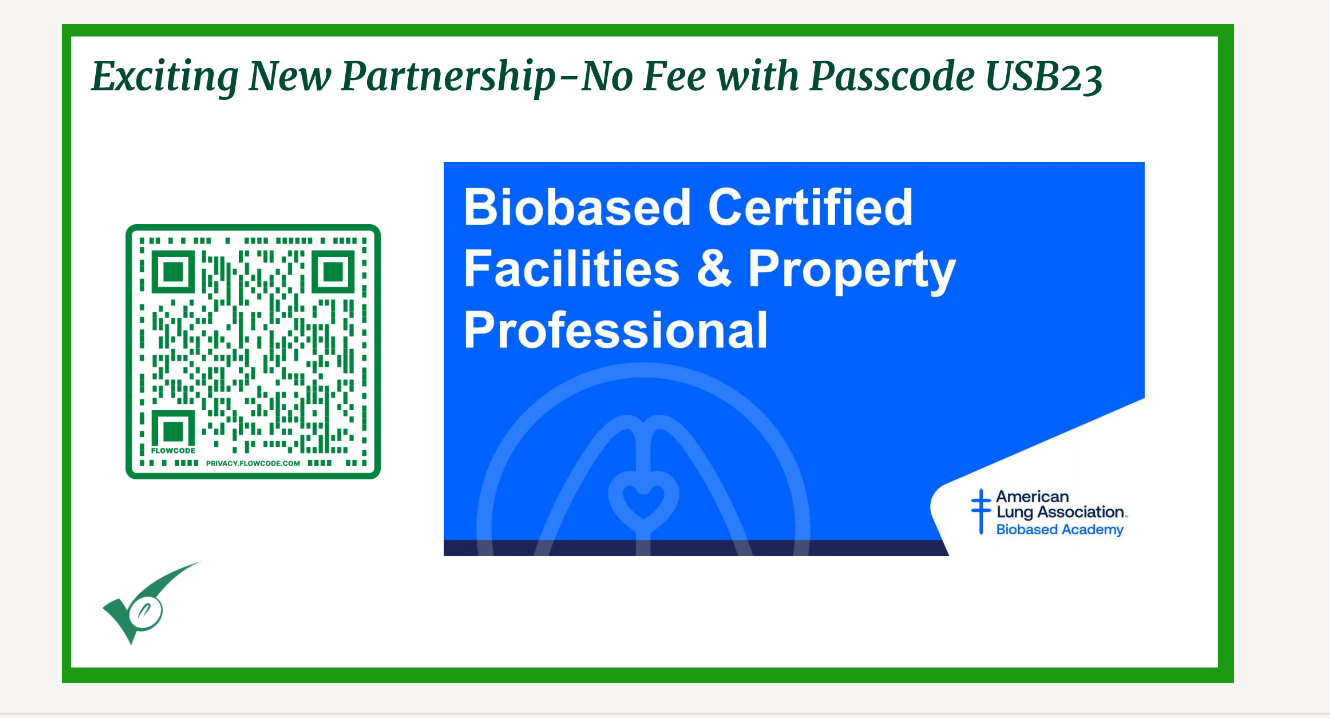 Exciting New Partnership–No Fee with Passcode USB23
Biobased Certified
Facilities & Property
Professional
FLOWCODE
PRIVACY.FLOWCODE.COM
American
Lung Association.
Biobased Academy